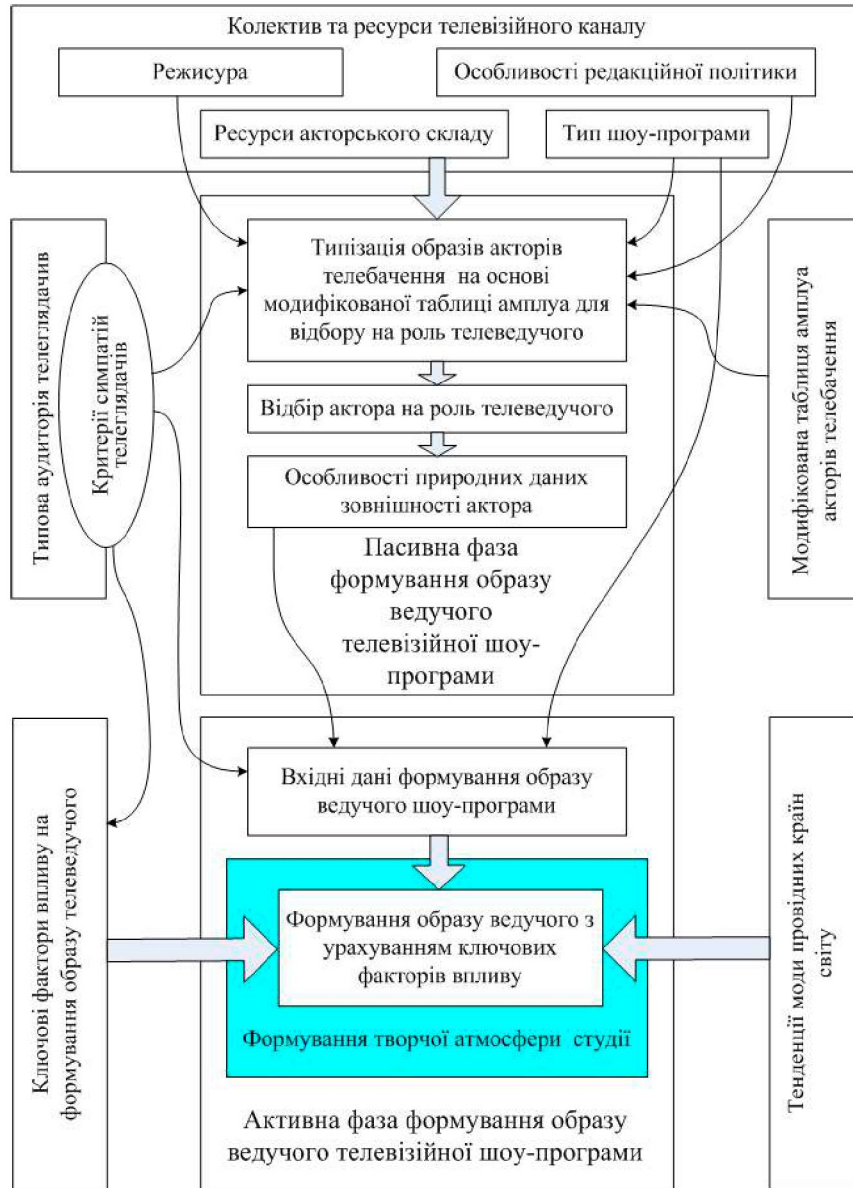 Колектив та ресурси телевізійного каналу
Режисура
Особливості редакційної політики
Ресурси акторського складу
Тип шоу-програми
Типова аудиторія телеглядачив
Критерії симпатій
телеглядачів
Типізація образів акторів
телебачення на основі
модифікованої таблиці амплуа для
відбору на роль телеведучого
Відбір актора на роль телеведучого
Особливості природних даних
зовнішності актора
Пасивна фаза
формування образу
ведучого
телевізійної шоу-
програми
Модифікована таблиця амплуа
акторів телебачення
Ключові фактори впливу на
формування образу телеведучого
Вхідні дані формування образу
ведучого шоу-програми
Формування образу ведучого з
урахуванням ключових
факторів впливу
Формування творчої атмосфери студії
Активна фаза формування образу
ведучого телевізійної шоу-програми
Тенденції моди провідних країн
світу